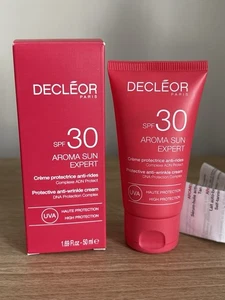 DECLÉOR
PARIS
SPF 30
AROMA SUN
EXPERT
Crème protectrice anti-rides
Complexe ADN Protect
Protective anti-wrinkle cream
DNA Protection Complex
UVA
HAUTE PROTECTION
HIGH PROTECTION
1.69 Fl.oz - 50 ml e
DECLÉOR
PARIS
SPF 30
AROMA SUN
EXPERT
Crème protectrice anti-rides
Complexe ADN Protect
Protective anti-wrinkle cream
DNA Protection Complex
UVA
HAUTE PROTECTION
HIGH PROTECTION